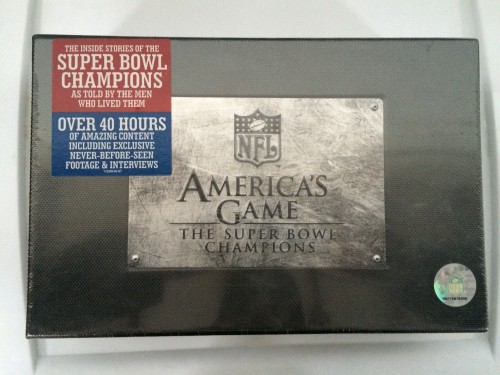 THE INSIDE STORIES OF THE
SUPER BOWL
CHAMPIONS
AS TOLD BY THE MEN
WHO LIVED THEM
OVER 40 HOURS
OF AMAZING CONTENT
INCLUDING EXCLUSIVE
NEVER-BEFORE-SEEN
FOOTAGE & INTERVIEWS
NFL
AMERICA'S
GAME
THE SUPER BOWL
CHAMPIONS